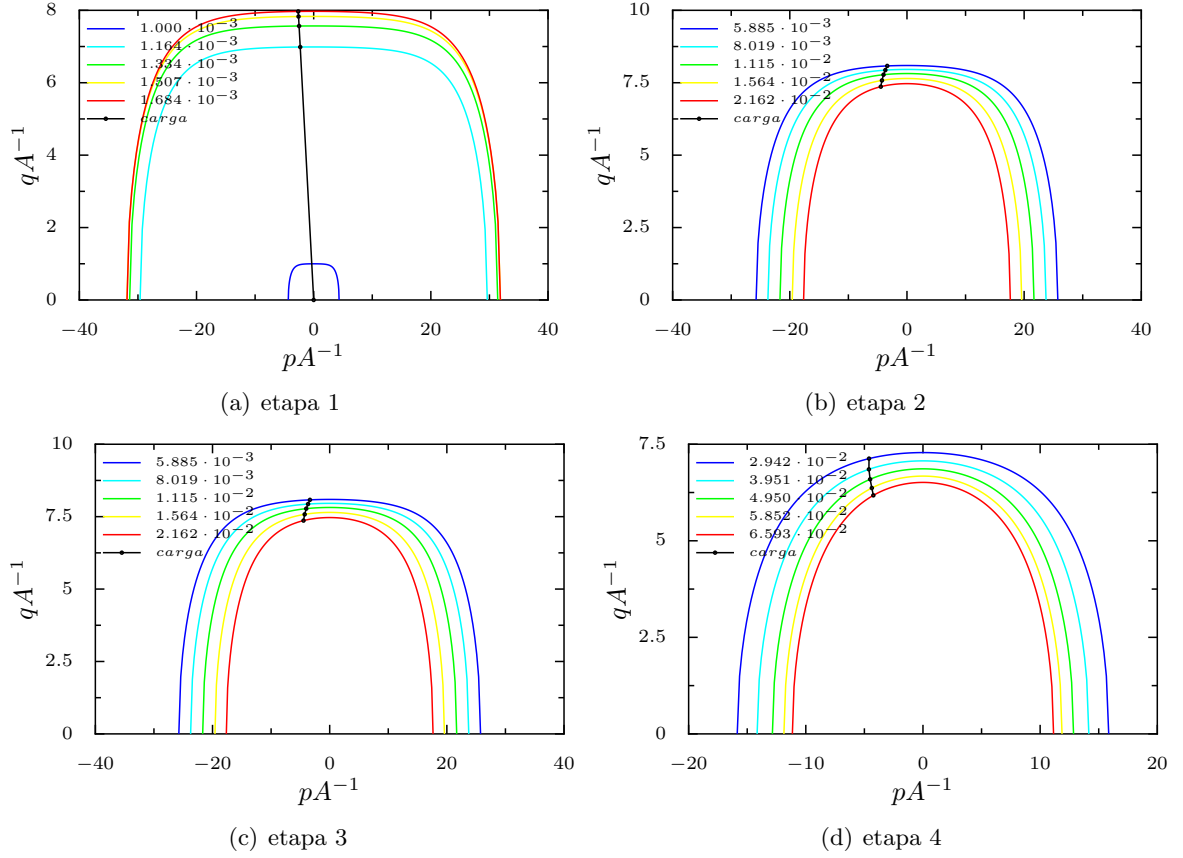 8
6
4
2
0
−40
−20
0
20
40
qA⁻¹
pA⁻¹
1.000 · 10⁻³
1.164 · 10⁻³
1.334 · 10⁻³
1.507 · 10⁻³
1.684 · 10⁻³
carga
(a) etapa 1
10
7.5
5
2.5
0
−40
−20
0
20
40
qA⁻¹
pA⁻¹
5.885 · 10⁻³
8.019 · 10⁻³
1.115 · 10⁻²
1.564 · 10⁻²
2.162 · 10⁻²
carga
(b) etapa 2
10
7.5
5
2.5
0
−40
−20
0
20
40
qA⁻¹
pA⁻¹
5.885 · 10⁻³
8.019 · 10⁻³
1.115 · 10⁻²
1.564 · 10⁻²
2.162 · 10⁻²
carga
(c) etapa 3
7.5
5
2.5
0
−20
−10
0
10
20
qA⁻¹
pA⁻¹
2.942 · 10⁻²
3.951 · 10⁻²
4.950 · 10⁻²
5.852 · 10⁻²
6.593 · 10⁻²
carga
(d) etapa 4